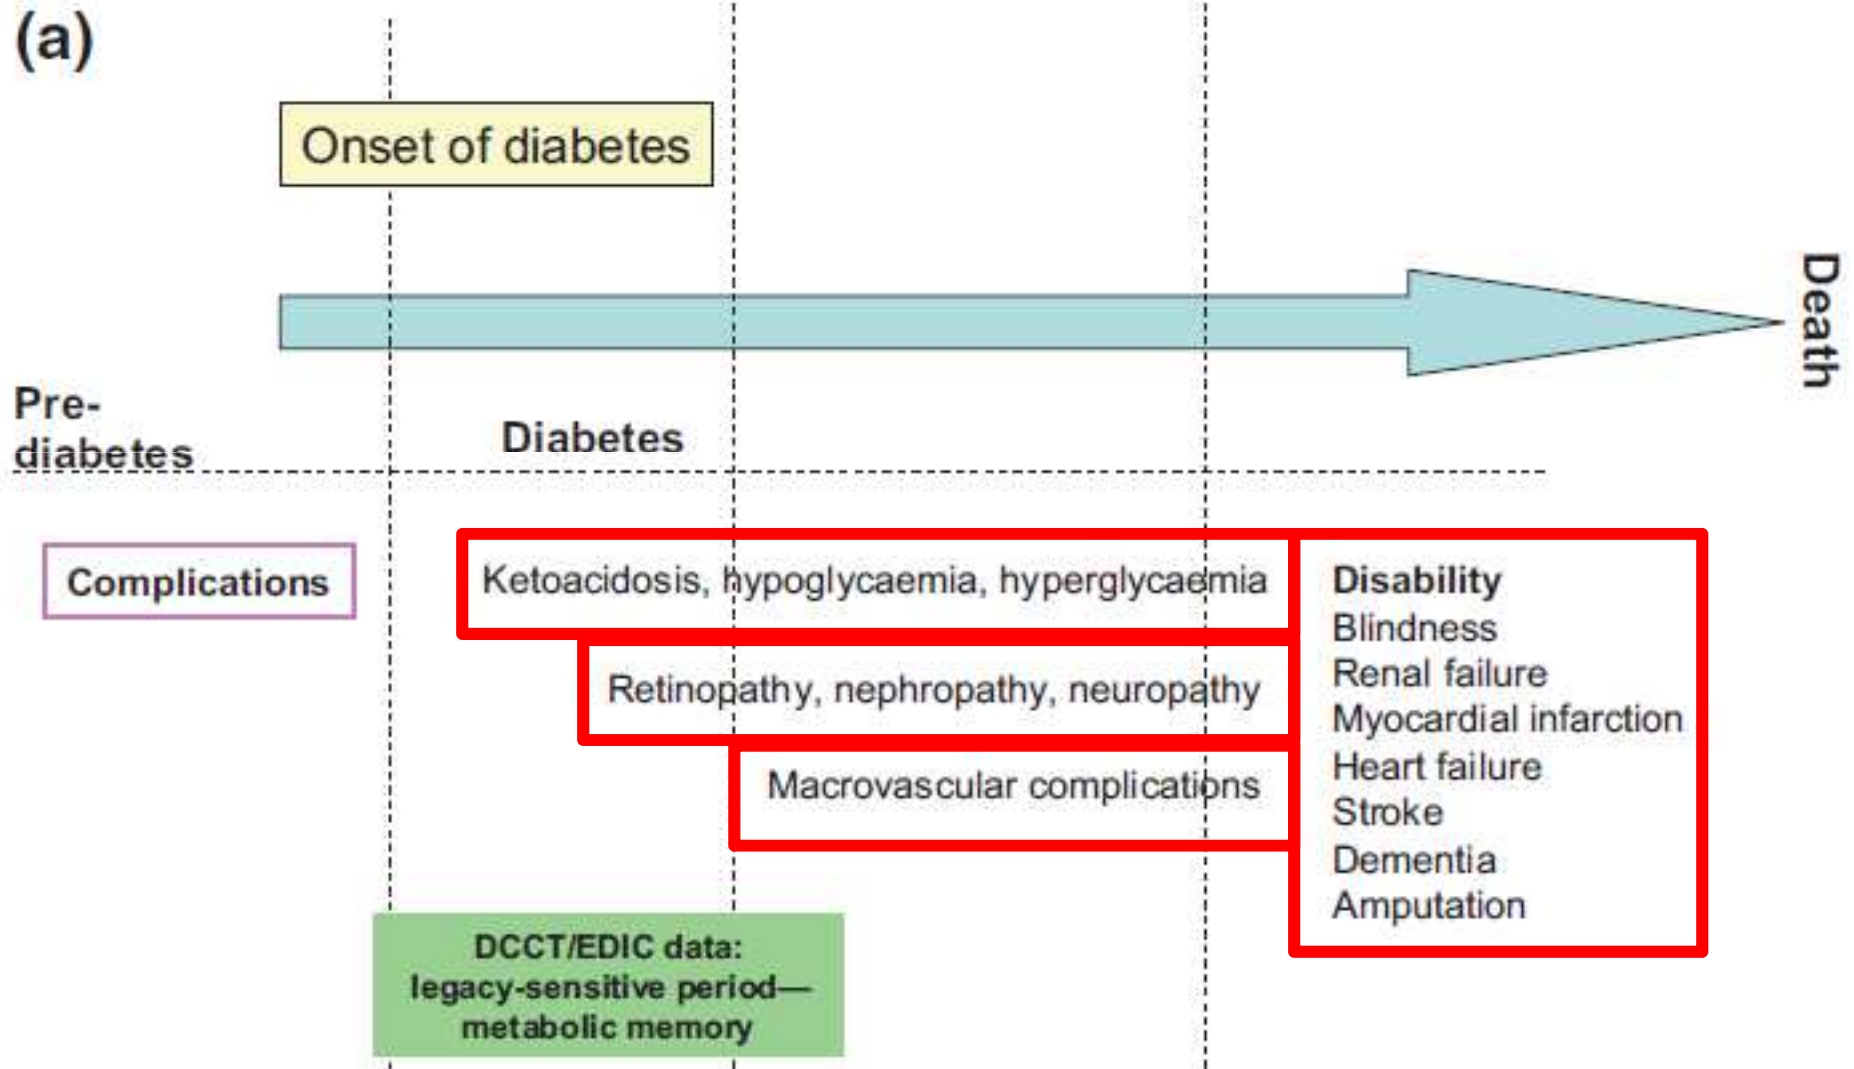 (a)
Onset of diabetes
Death
Pre-
diabetes
Diabetes
Complications
Ketoacidosis, hypoglycaemia, hyperglycaemia
Retinopathy, nephropathy, neuropathy
Macrovascular complications
Disability
Blindness
Renal failure
Myocardial infarction
Heart failure
Stroke
Dementia
Amputation
DCCT/EDIC data:
legacy-sensitive period—
metabolic memory